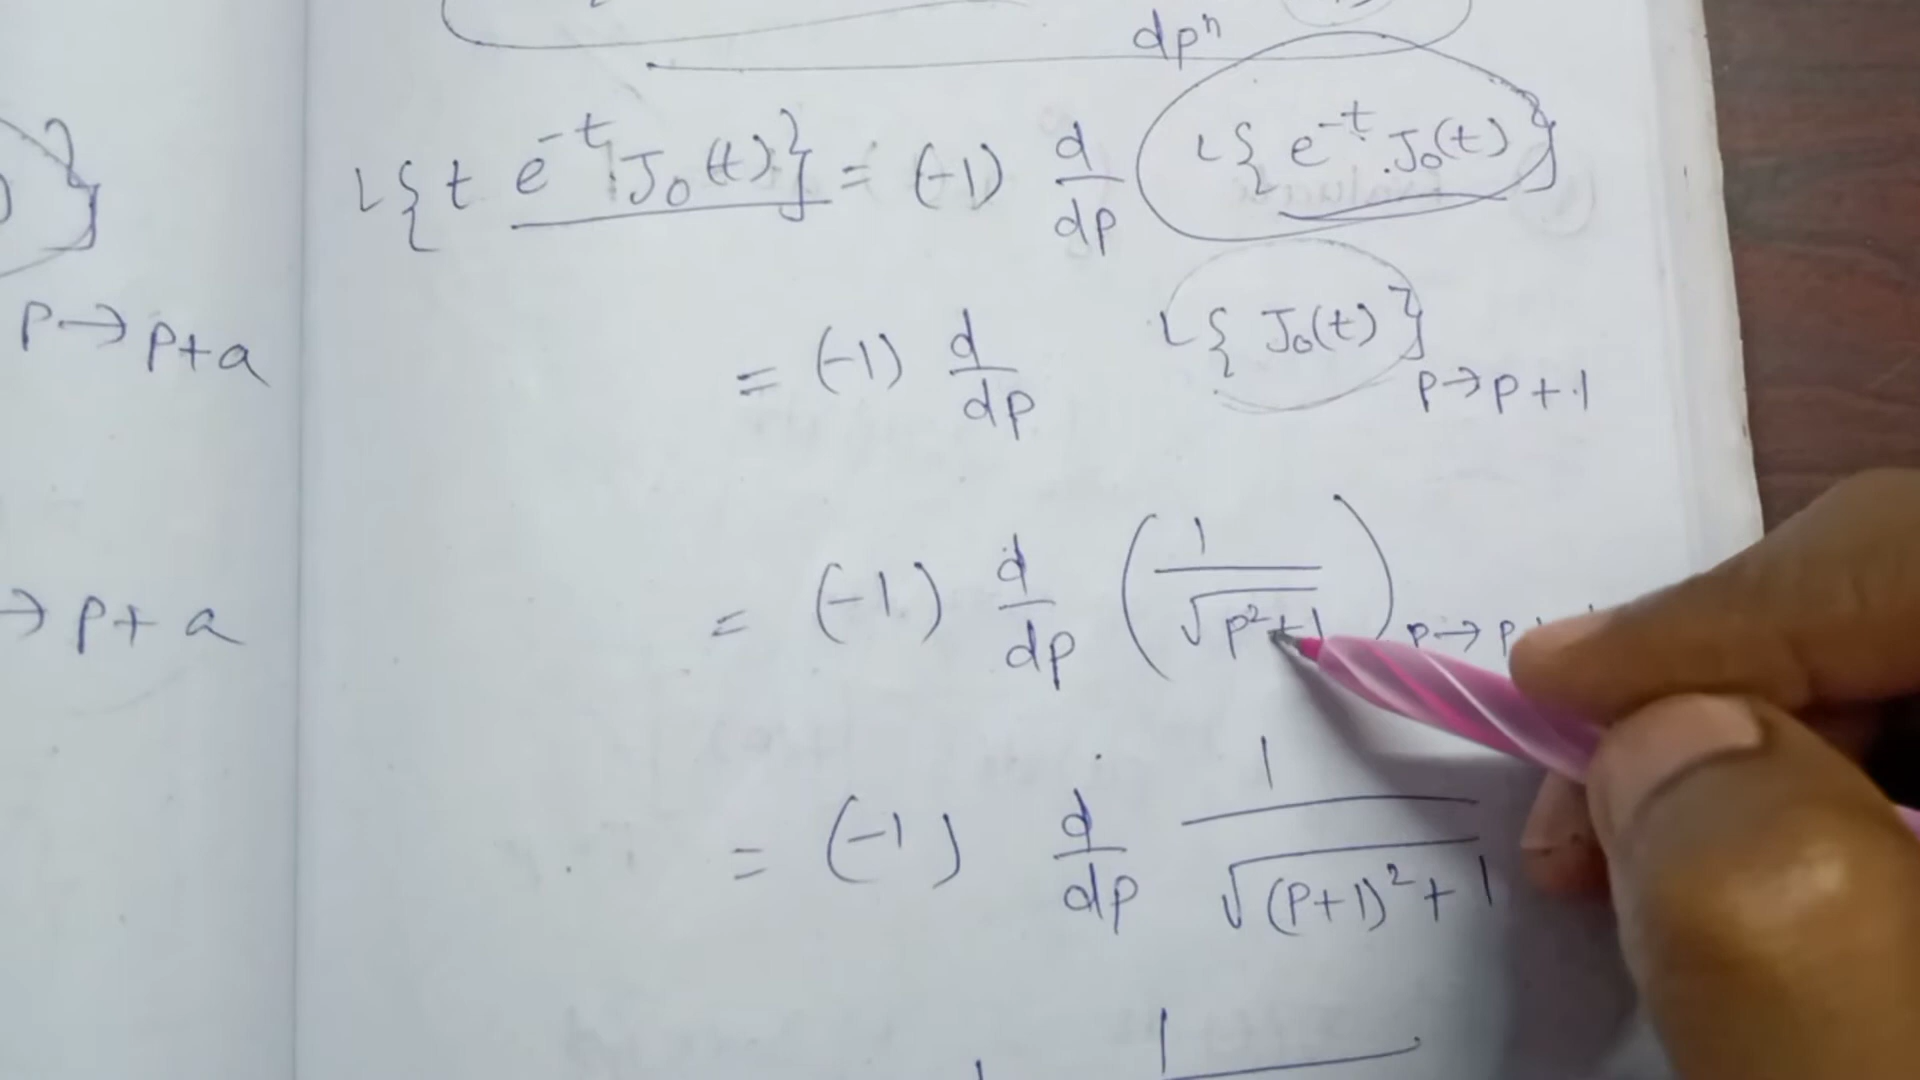 dpⁿ
L{ t e^{-t} J₀(t)} = (-1) d/dp L{ e^{-t} . J₀(t)}
p→p+a
= (-1) d/dp L{ J₀(t)} p→p+1
= (-1) d/dp (1/√(p²+1)) p→p
→ p+a
= (-1) d/dp 1/√((p+1)²+1)
1